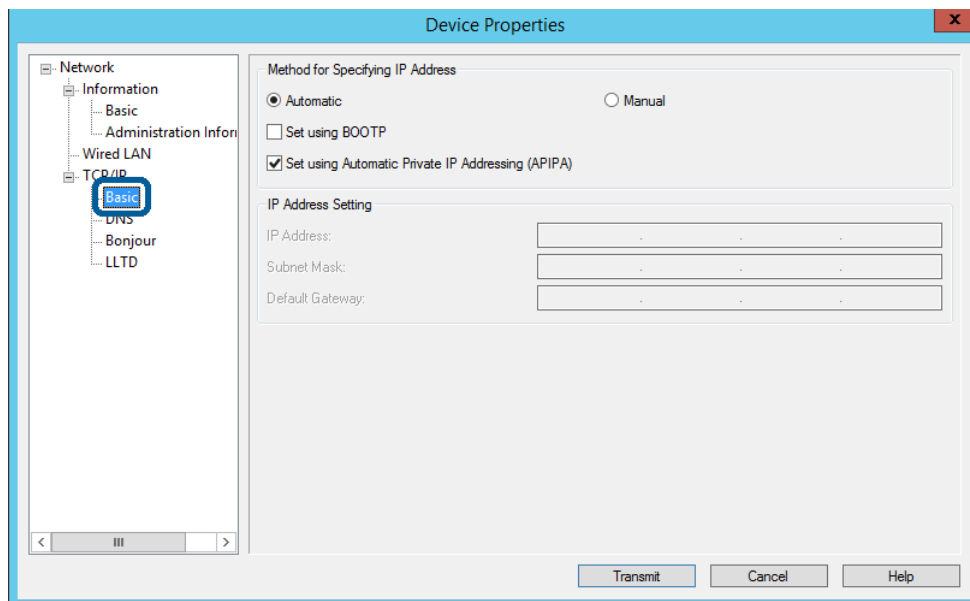 Device Properties
x
Network
Information
Basic
Administration Infor
Wired LAN
TCP/IP
Basic
DNS
Bonjour
LLTD
Method for Specifying IP Address
Automatic
Manual
Set using BOOTP
Set using Automatic Private IP Addressing (APIPA)
IP Address Setting
IP Address:
Subnet Mask:
Default Gateway:
Transmit
Cancel
Help